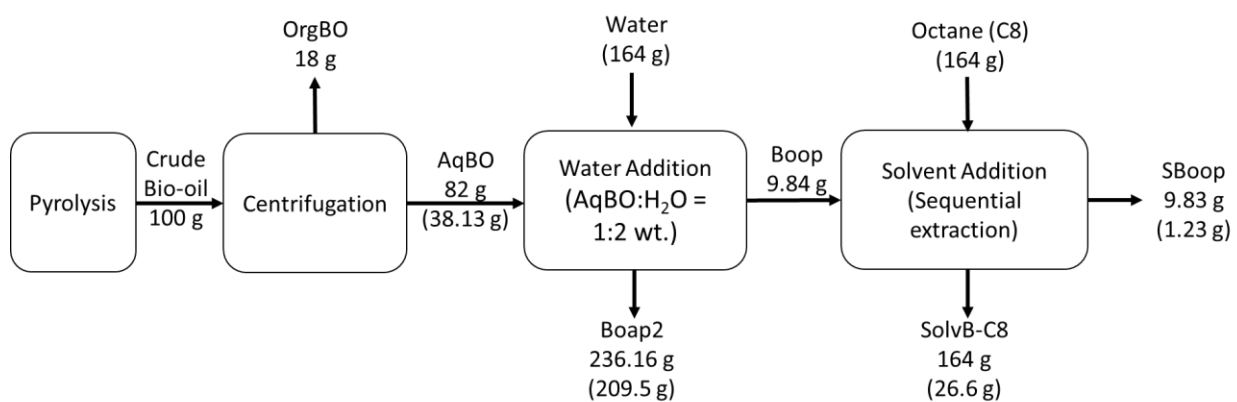 OrgBO
18 g
Water
(164 g)
Octane (C8)
(164 g)
Pyrolysis
Crude
Bio-oil
100 g
Centrifugation
AqBO
82 g
(38.13 g)
Water Addition
(AqBO:H₂O =
1:2 wt.)
Boop
9.84 g
Solvent Addition
(Sequential
extraction)
SBoop
9.83 g
(1.23 g)
Boap2
236.16 g
(209.5 g)
SolvB-C8
164 g
(26.6 g)